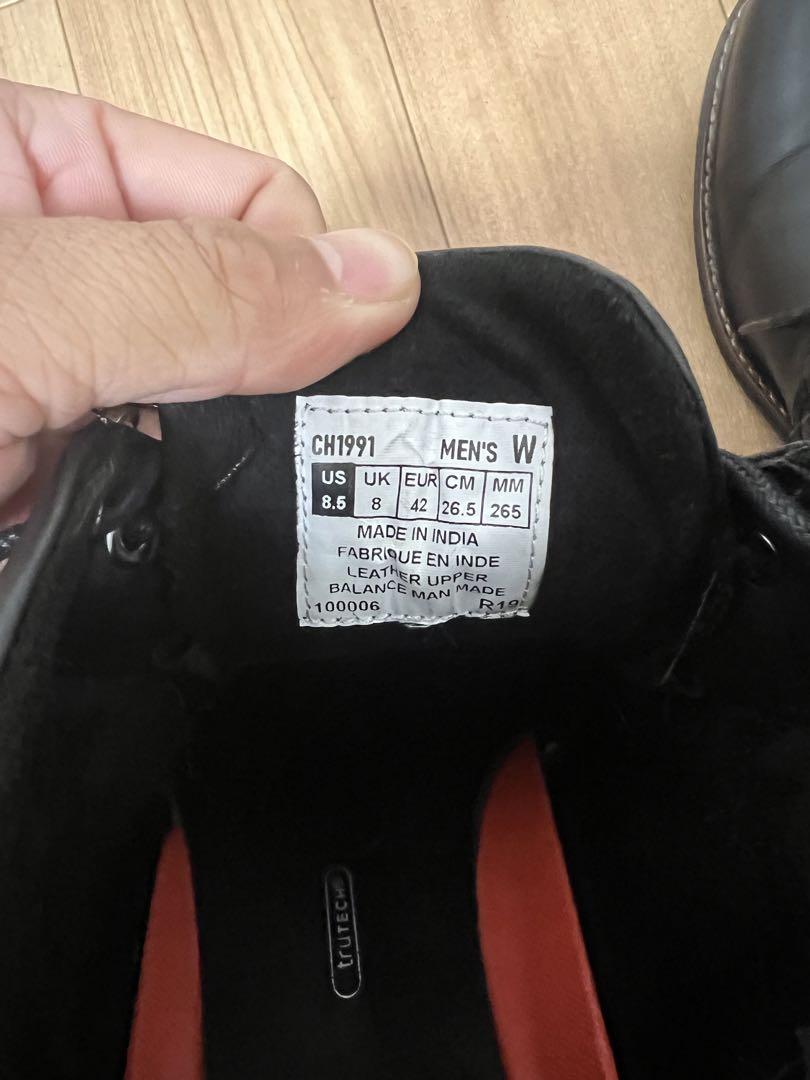 CH1991 MEN'S W
US UK EUR CM MM
8.5 8 42 26.5 265
MADE IN INDIA
FABRIQUE EN INDE
LEATHER UPPER
BALANCE MAN MADE
100006 R19
truTECH